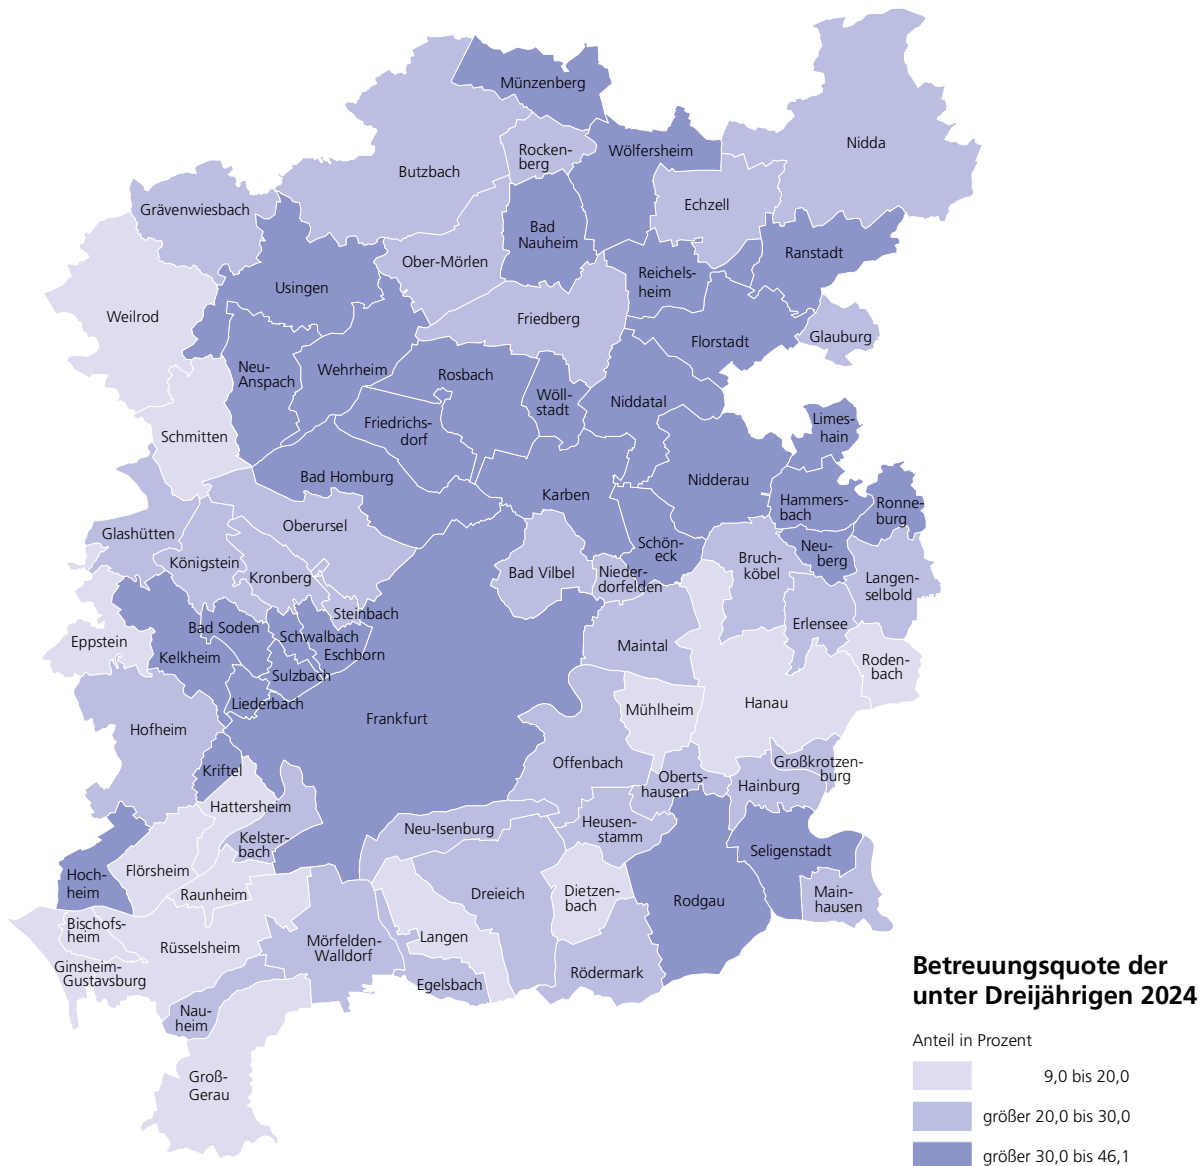 Münzenberg
Nidda
Rocken-
berg
Wölfersheim
Butzbach
Echzell
Grävenwiesbach
Bad
Nauheim
Ranstadt
Ober-Mörlen
Reichels-
heim
Usingen
Weilrod
Friedberg
Florstadt
Glauburg
Neu-
Anspach
Wehrheim
Rosbach
Wöll-
stadt
Niddatal
Limes-
hain
Friedrichs-
dorf
Schmitten
Bad Homburg
Nidderau
Karben
Hammers-
bach
Ronne-
burg
Oberursel
Glashütten
Schön-
eck
Neu-
berg
Königstein
Bruch-
köbel
Kronberg
Bad Vilbel
Nieder-
dorfelden
Langen-
selbold
Steinbach
Erlensee
Bad Soden
Schwalbach
Eppstein
Maintal
Eschborn
Kelkheim
Roden-
bach
Sulzbach
Liederbach
Hanau
Mühlheim
Frankfurt
Hofheim
Offenbach
Großkrotzen-
burg
Kriftel
Oberts-
hausen
Hainburg
Hattersheim
Neu-Isenburg
Heusen-
stamm
Kelster-
bach
Seligenstadt
Flörsheim
Hoch-
heim
Raunheim
Dreieich
Dietzen-
bach
Rodgau
Main-
hausen
Bischofs-
heim
Langen
Rüsselsheim
Mörfelden-
Walldorf
Ginsheim-
Gustavsburg
Egelsbach
Rödermark
Nau-
heim
Groß-
Gerau
Betreuungsquote der
unter Dreijährigen 2024
Anteil in Prozent
9,0 bis 20,0
größer 20,0 bis 30,0
größer 30,0 bis 46,1